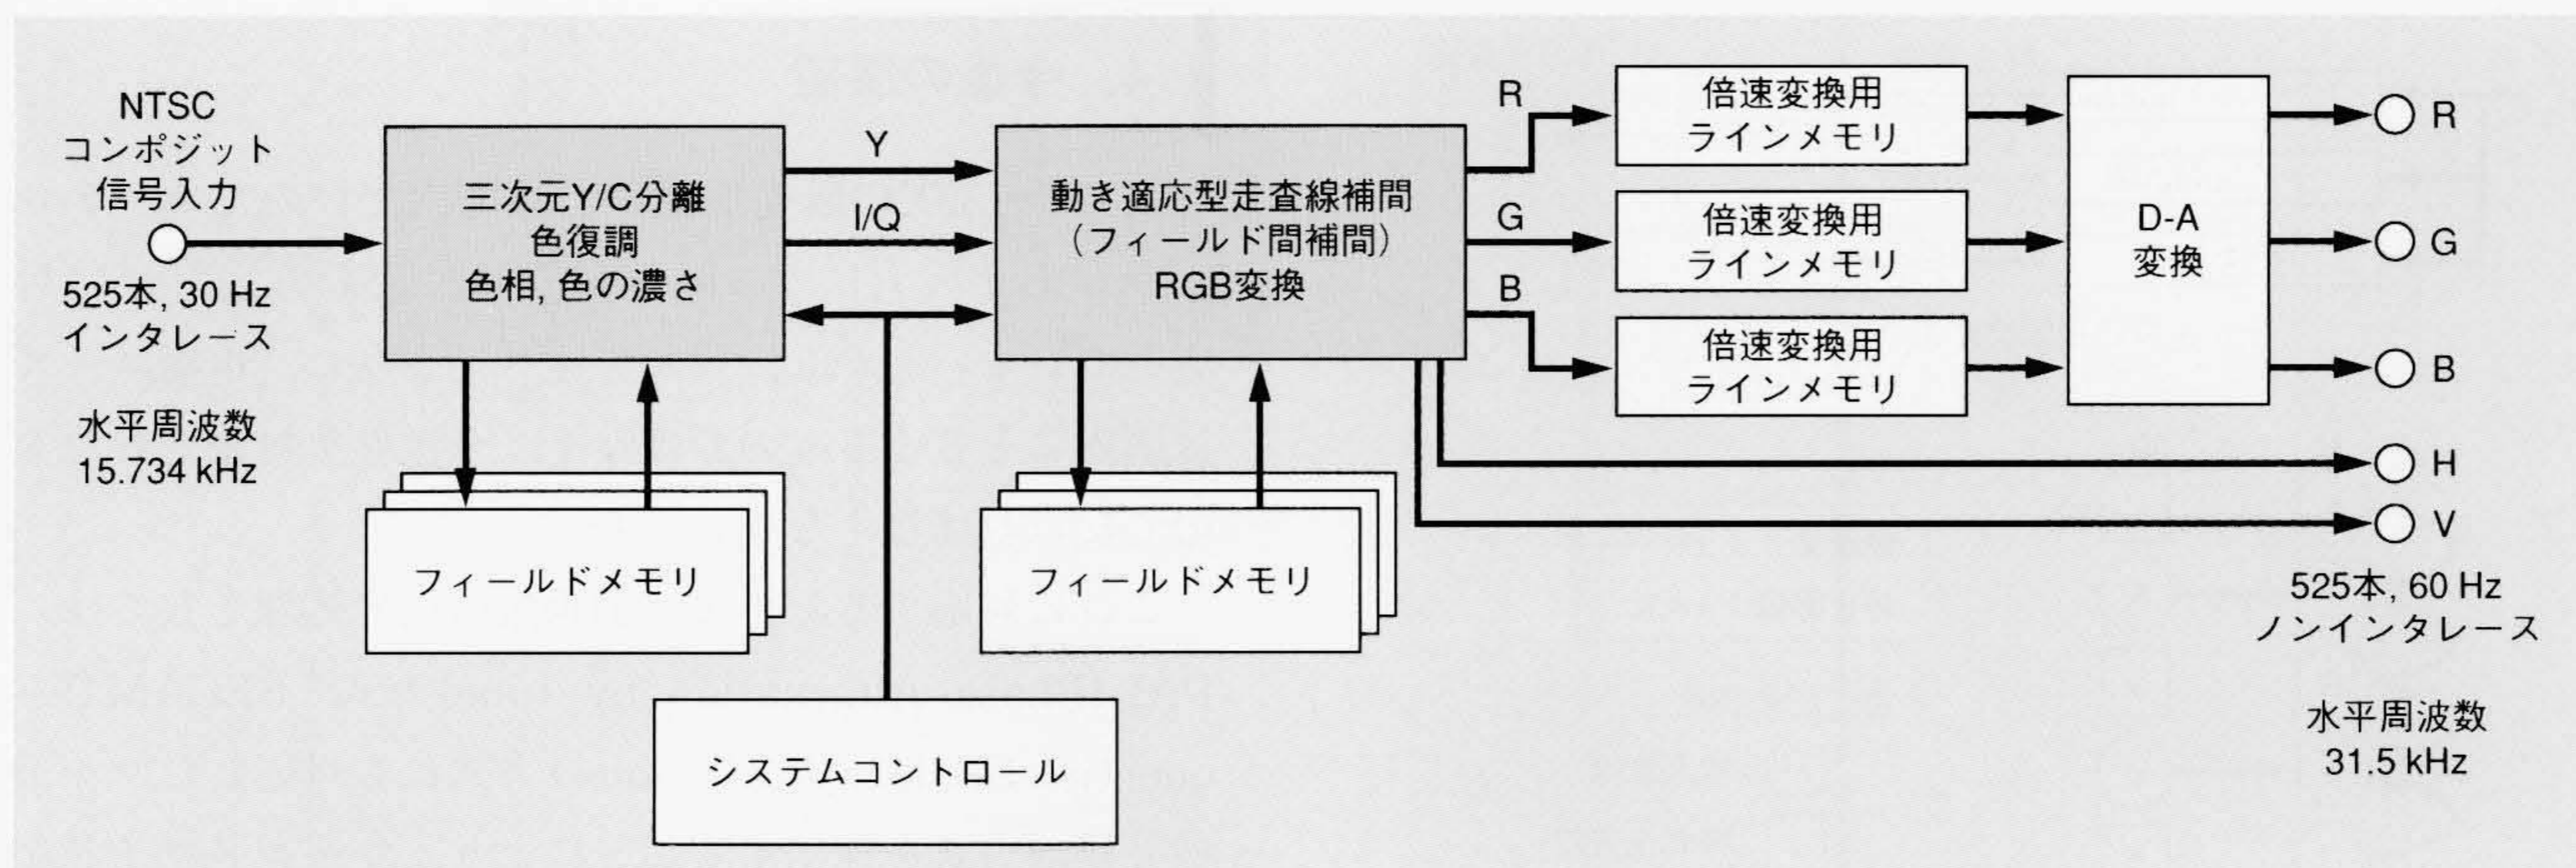 NTSC
コンポジット
信号入力
525本, 30 Hz
インタレース
水平周波数
15.734 kHz
三次元Y/C分離
色復調
色相, 色の濃さ
フィールドメモリ
Y
I/Q
システムコントロール
動き適応型走査線補間
（フィールド間補間）
RGB変換
フィールドメモリ
R
G
B
倍速変換用
ラインメモリ
倍速変換用
ラインメモリ
倍速変換用
ラインメモリ
D-A
変換
R
G
B
H
V
525本, 60 Hz
ノンインタレース
水平周波数
31.5 kHz